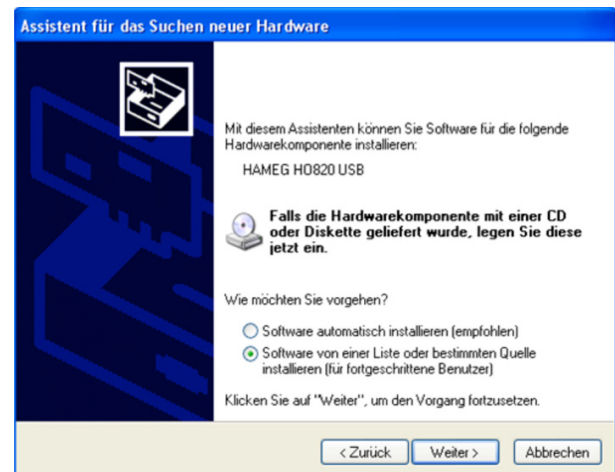 Assistent für das Suchen neuer Hardware
Mit diesem Assistenten können Sie Software für die folgende
Hardwarekomponente installieren:
HAMEG HO820 USB
Falls die Hardwarekomponente mit einer CD
oder Diskette geliefert wurde, legen Sie diese
jetzt ein.
Wie möchten Sie vorgehen?
Software automatisch installieren (empfohlen)
Software von einer Liste oder bestimmten Quelle
installieren (für fortgeschrittene Benutzer)
Klicken Sie auf "Weiter", um den Vorgang fortzusetzen.
< Zurück Weiter > Abbrechen